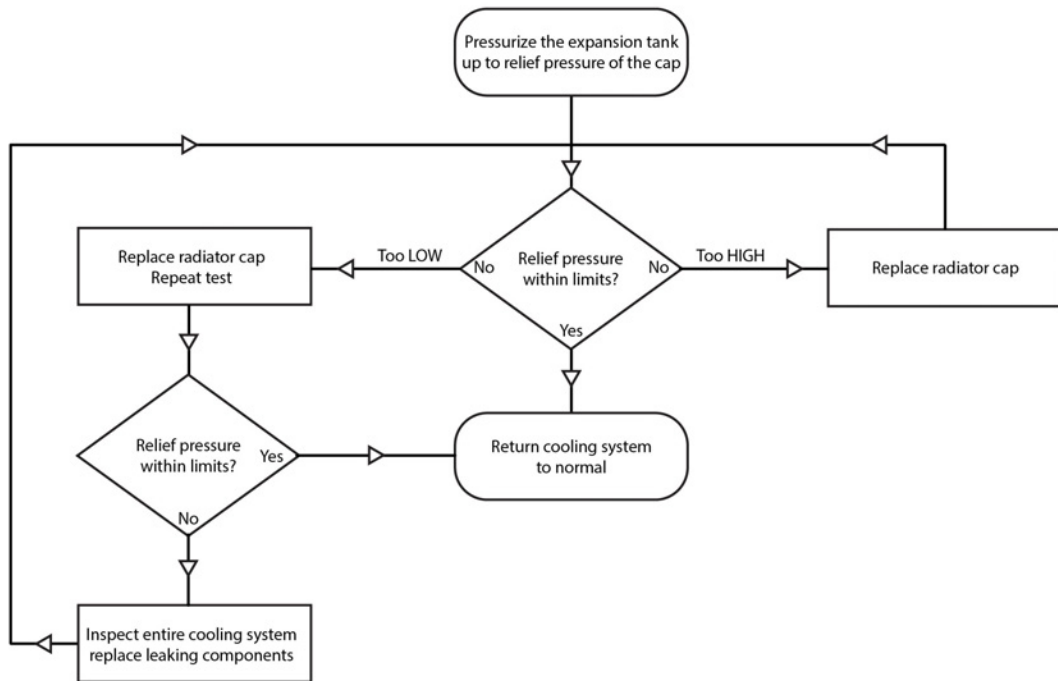 Pressurize the expansion tank
up to relief pressure of the cap
Replace radiator cap
Repeat test
Too LOW
No
Relief pressure
within limits?
No
Too HIGH
Replace radiator cap
Yes
Relief pressure
within limits?
Yes
No
Return cooling system
to normal
Inspect entire cooling system
replace leaking components